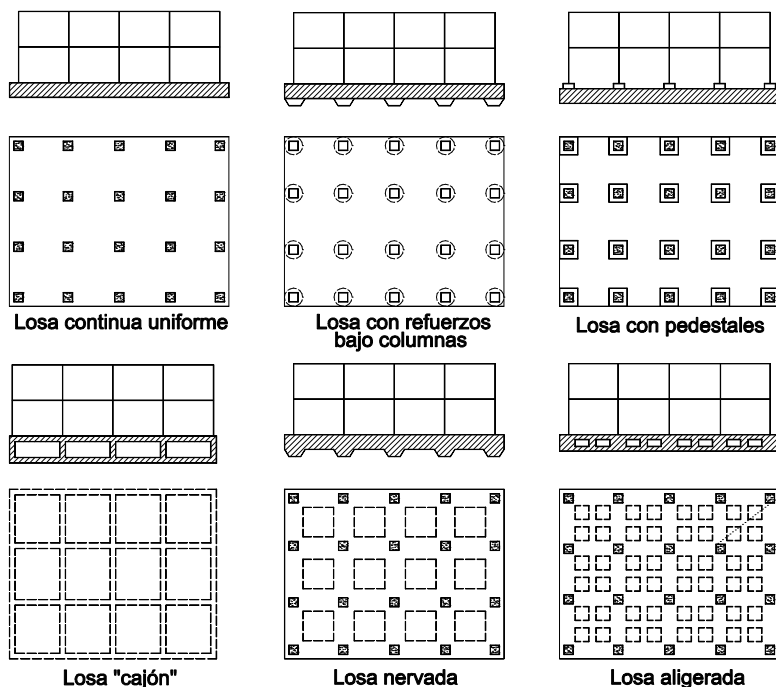 Losa continua uniforme
Losa con refuerzos
bajo columnas
Losa con pedestales
Losa "cajón"
Losa nervada
Losa aligerada